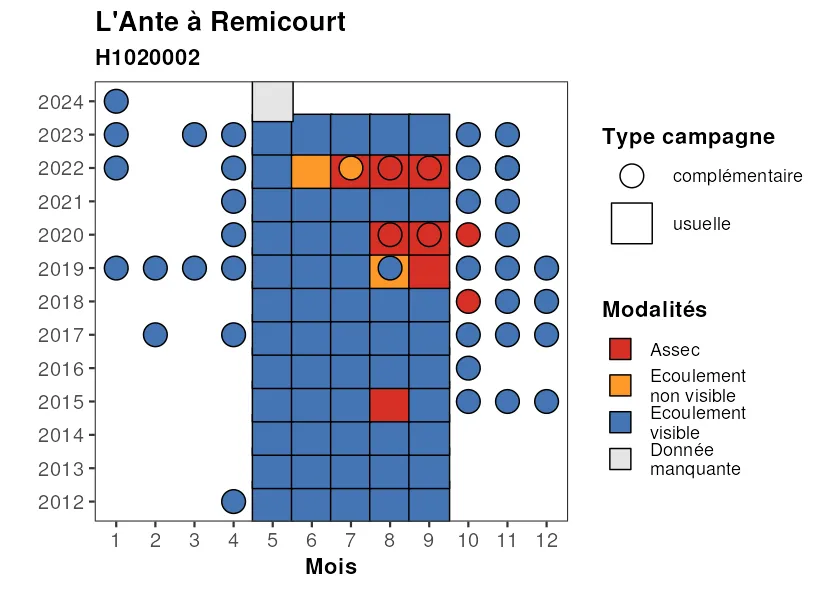 L'Ante à Remicourt
H1020002
2024
2023
2022
2021
2020
2019
2018
2017
2016
2015
2014
2013
2012
1 2 3 4 5 6 7 8 9 10 11 12
Mois
Type campagne
complémentaire
usuelle
Modalités
Assec
Ecoulement
non visible
Ecoulement
visible
Donnée
manquante